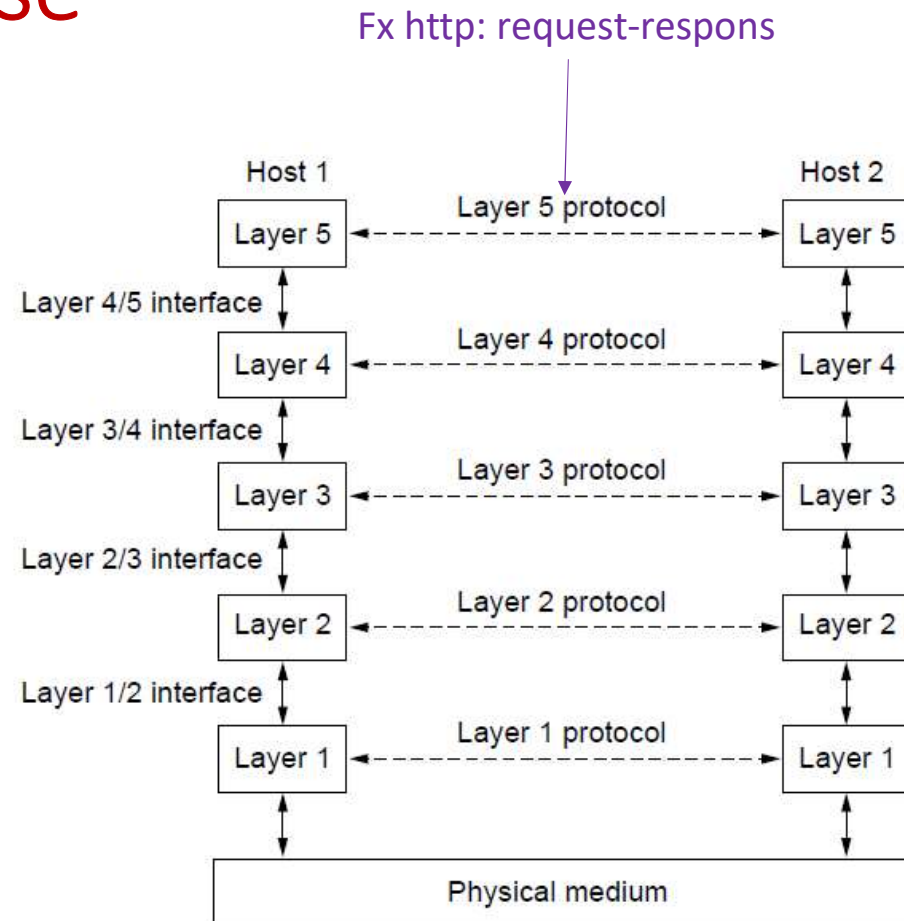 Fx http: request-respons
Host 1
Host 2
Layer 5
Layer 5 protocol
Layer 5
Layer 4/5 interface
Layer 4
Layer 4 protocol
Layer 4
Layer 3/4 interface
Layer 3
Layer 3 protocol
Layer 3
Layer 2/3 interface
Layer 2
Layer 2 protocol
Layer 2
Layer 1/2 interface
Layer 1
Layer 1 protocol
Layer 1
Physical medium